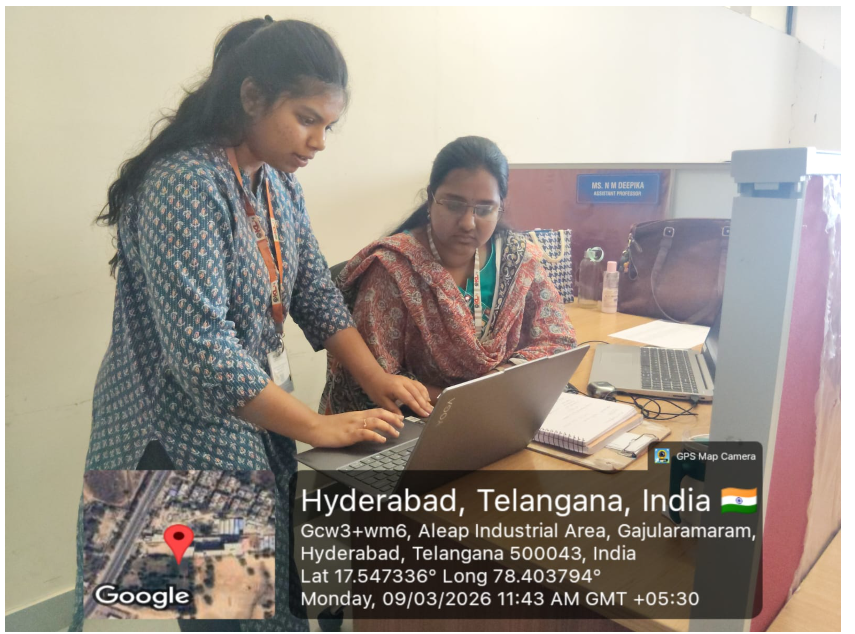 MS. N M DEEPIKA
ASSISTANT PROFESSOR
YOGA
GPS Map Camera
Hyderabad, Telangana, India
Gcw3+wm6, Aleap Industrial Area, Gajularamaram,
Hyderabad, Telangana 500043, India
Lat 17.547336° Long 78.403794°
Monday, 09/03/2026 11:43 AM GMT +05:30
Google